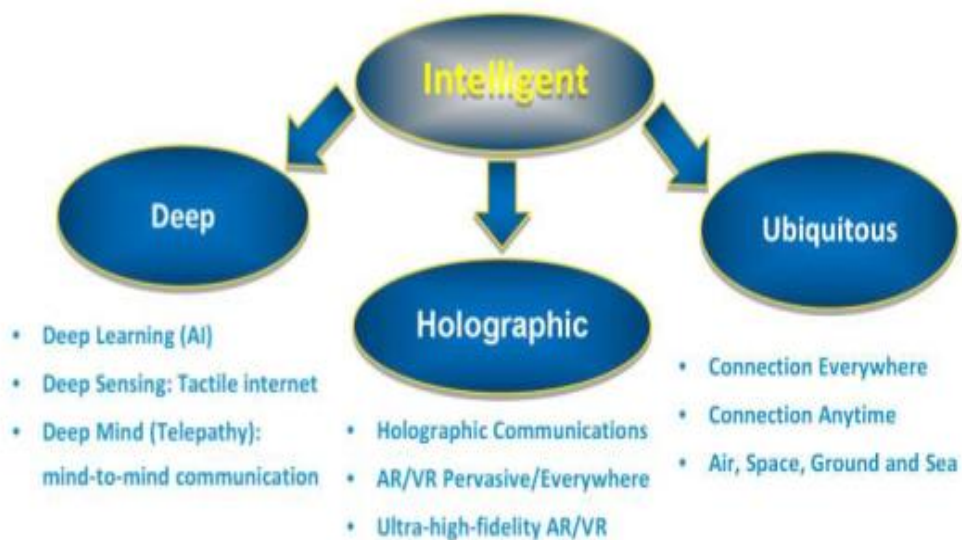 Intelligent
Deep
• Deep Learning (AI)
• Deep Sensing: Tactile internet
• Deep Mind (Telepathy):
mind-to-mind communication
Holographic
• Holographic Communications
• AR/VR Pervasive/Everywhere
• Ultra-high-fidelity AR/VR
Ubiquitous
• Connection Everywhere
• Connection Anytime
• Air, Space, Ground and Sea